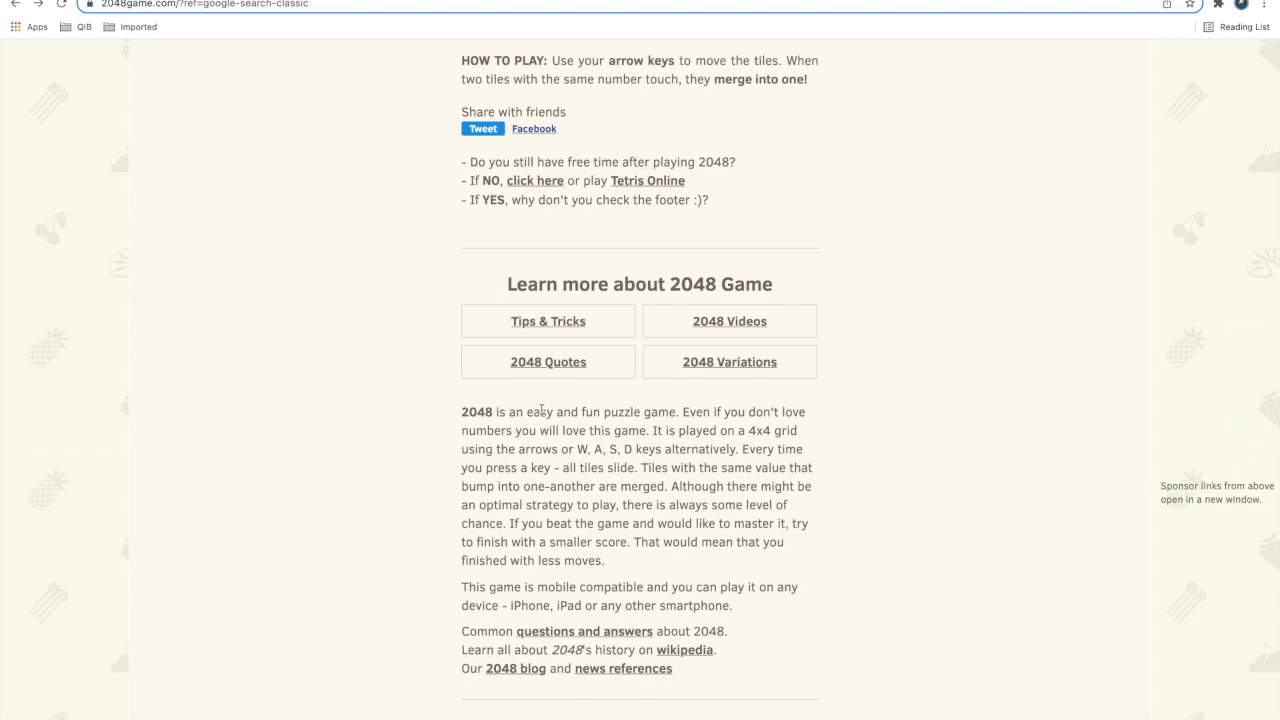 2048game.com/?ref=google-search-classic
Apps QIB Imported Reading List
HOW TO PLAY: Use your arrow keys to move the tiles. When
two tiles with the same number touch, they merge into one!
Share with friends
Tweet Facebook
- Do you still have free time after playing 2048?
- If NO, click here or play Tetris Online
- If YES, why don't you check the footer :)?
Learn more about 2048 Game
Tips & Tricks 2048 Videos
2048 Quotes 2048 Variations
2048 is an easy and fun puzzle game. Even if you don't love
numbers you will love this game. It is played on a 4x4 grid
using the arrows or W, A, S, D keys alternatively. Every time
you press a key - all tiles slide. Tiles with the same value that
bump into one-another are merged. Although there might be
an optimal strategy to play, there is always some level of
chance. If you beat the game and would like to master it, try
to finish with a smaller score. That would mean that you
finished with less moves.
This game is mobile compatible and you can play it on any
device - iPhone, iPad or any other smartphone.
Common questions and answers about 2048.
Learn all about 2048's history on wikipedia.
Our 2048 blog and news references
Sponsor links from above
open in a new window.